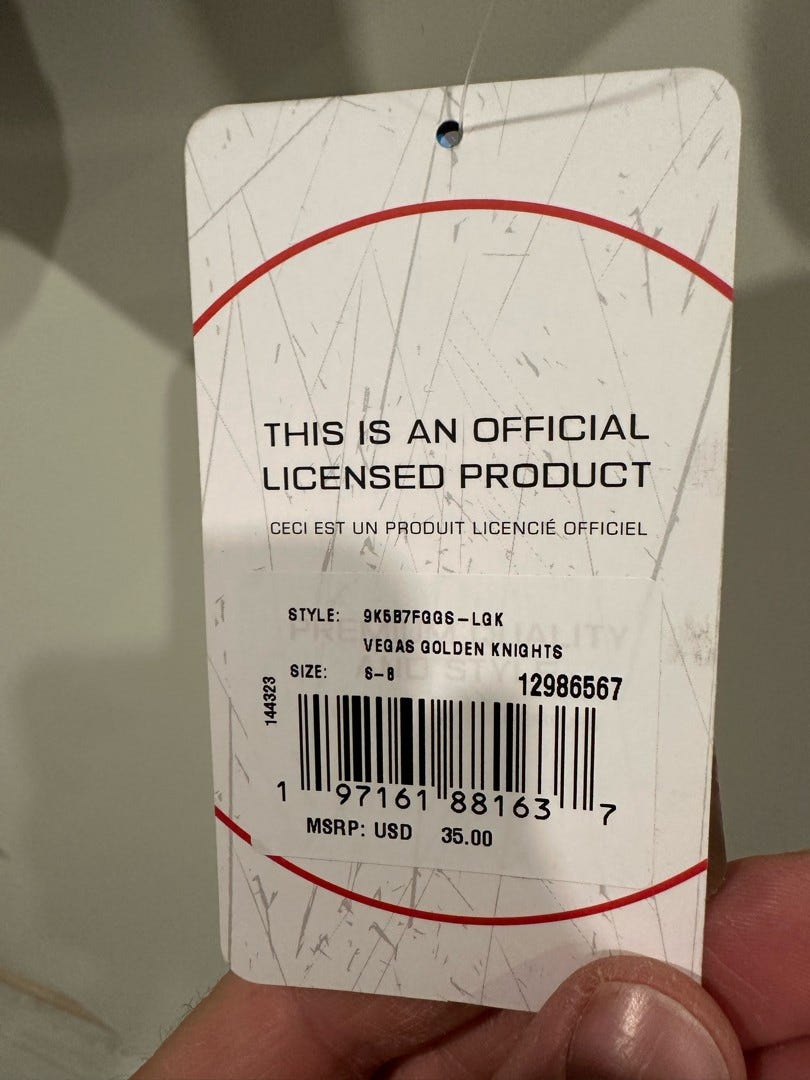 THIS IS AN OFFICIAL
LICENSED PRODUCT
CECI EST UN PRODUIT LICENCIÉ OFFICIEL
STYLE: 9K5B7FGGS-LGK
VEGAS GOLDEN KNIGHTS
SIZE: S-8
12986567
144323
1 97161 88163 7
MSRP: USD 35.00